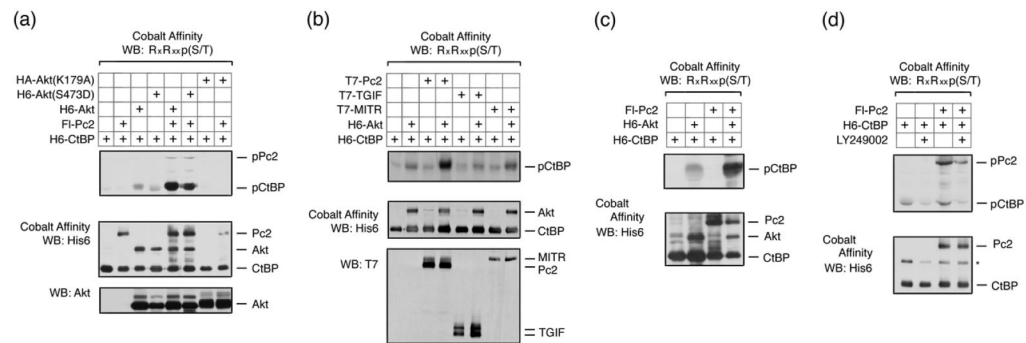 (a)
Cobalt Affinity
WB: RxRxxp(S/T)
HA-Akt(K179A) + +
H6-Akt(S473D) + +
H6-Akt + +
Fl-Pc2 + + + +
H6-CtBP + + + + + + + +
pPc2
pCtBP
Cobalt Affinity
WB: His6
Pc2
Akt
CtBP
WB: Akt
Akt
(b)
Cobalt Affinity
WB: RxRxxp(S/T)
T7-Pc2 + +
T7-TGIF + +
T7-MITR + +
H6-Akt + + + +
H6-CtBP + + + + + + + +
pCtBP
Cobalt Affinity
WB: His6
Akt
CtBP
WB: T7
MITR
Pc2
TGIF
(c)
Cobalt Affinity
WB: RxRxxp(S/T)
Fl-Pc2 + +
H6-Akt + +
H6-CtBP + + + +
pCtBP
Cobalt
Affinity
WB: His6
Pc2
Akt
CtBP
(d)
Cobalt Affinity
WB: RxRxxp(S/T)
Fl-Pc2 + +
H6-CtBP + + + +
LY249002 + +
pPc2
pCtBP
Cobalt
Affinity
WB: His6
Pc2
*
CtBP